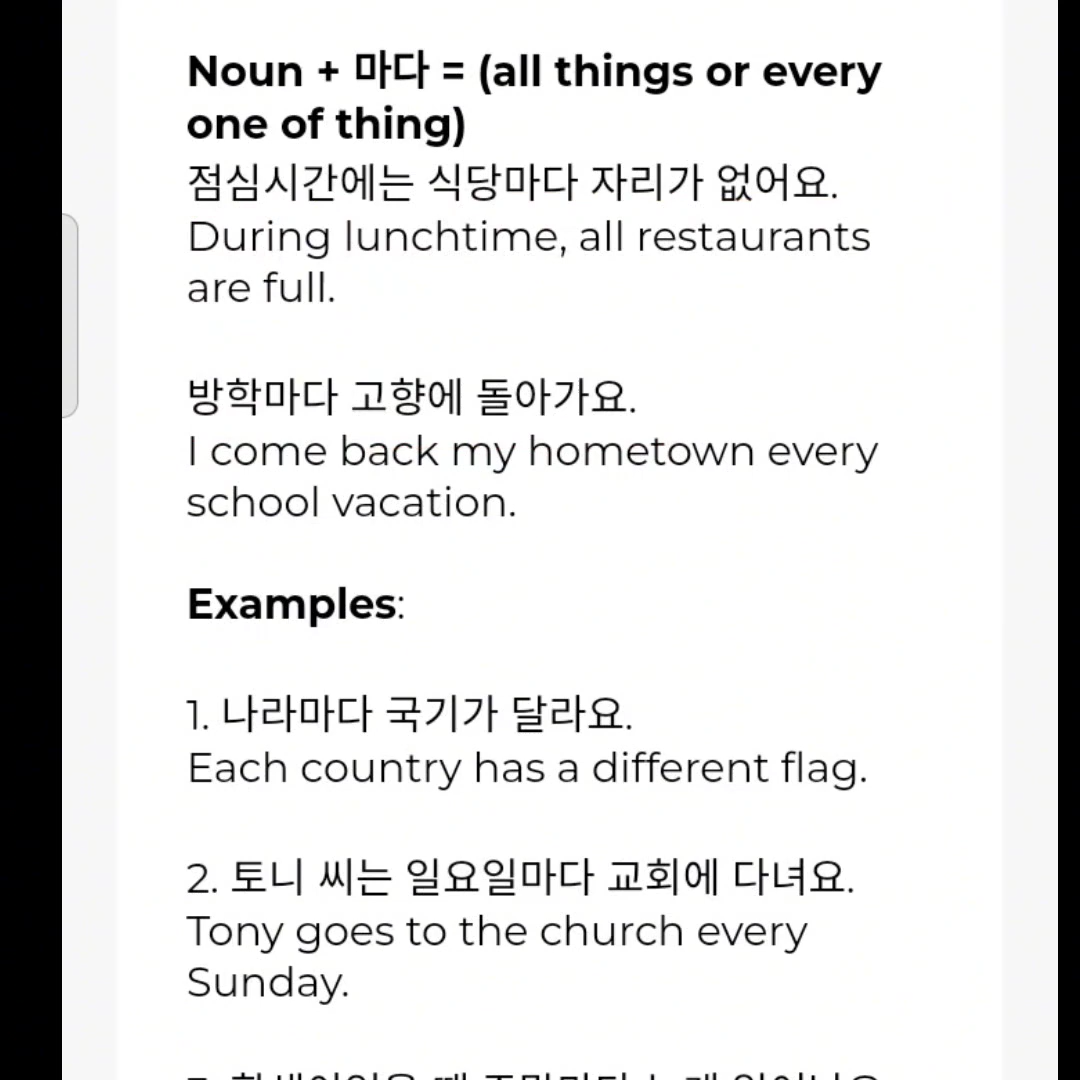 Noun + 마다 = (all things or every
one of thing)
점심시간에는 식당마다 자리가 없어요.
During lunchtime, all restaurants
are full.
방학마다 고향에 돌아가요.
I come back my hometown every
school vacation.
Examples:
1. 나라마다 국기가 달라요.
Each country has a different flag.
2. 토니 씨는 일요일마다 교회에 다녀요.
Tony goes to the church every
Sunday.